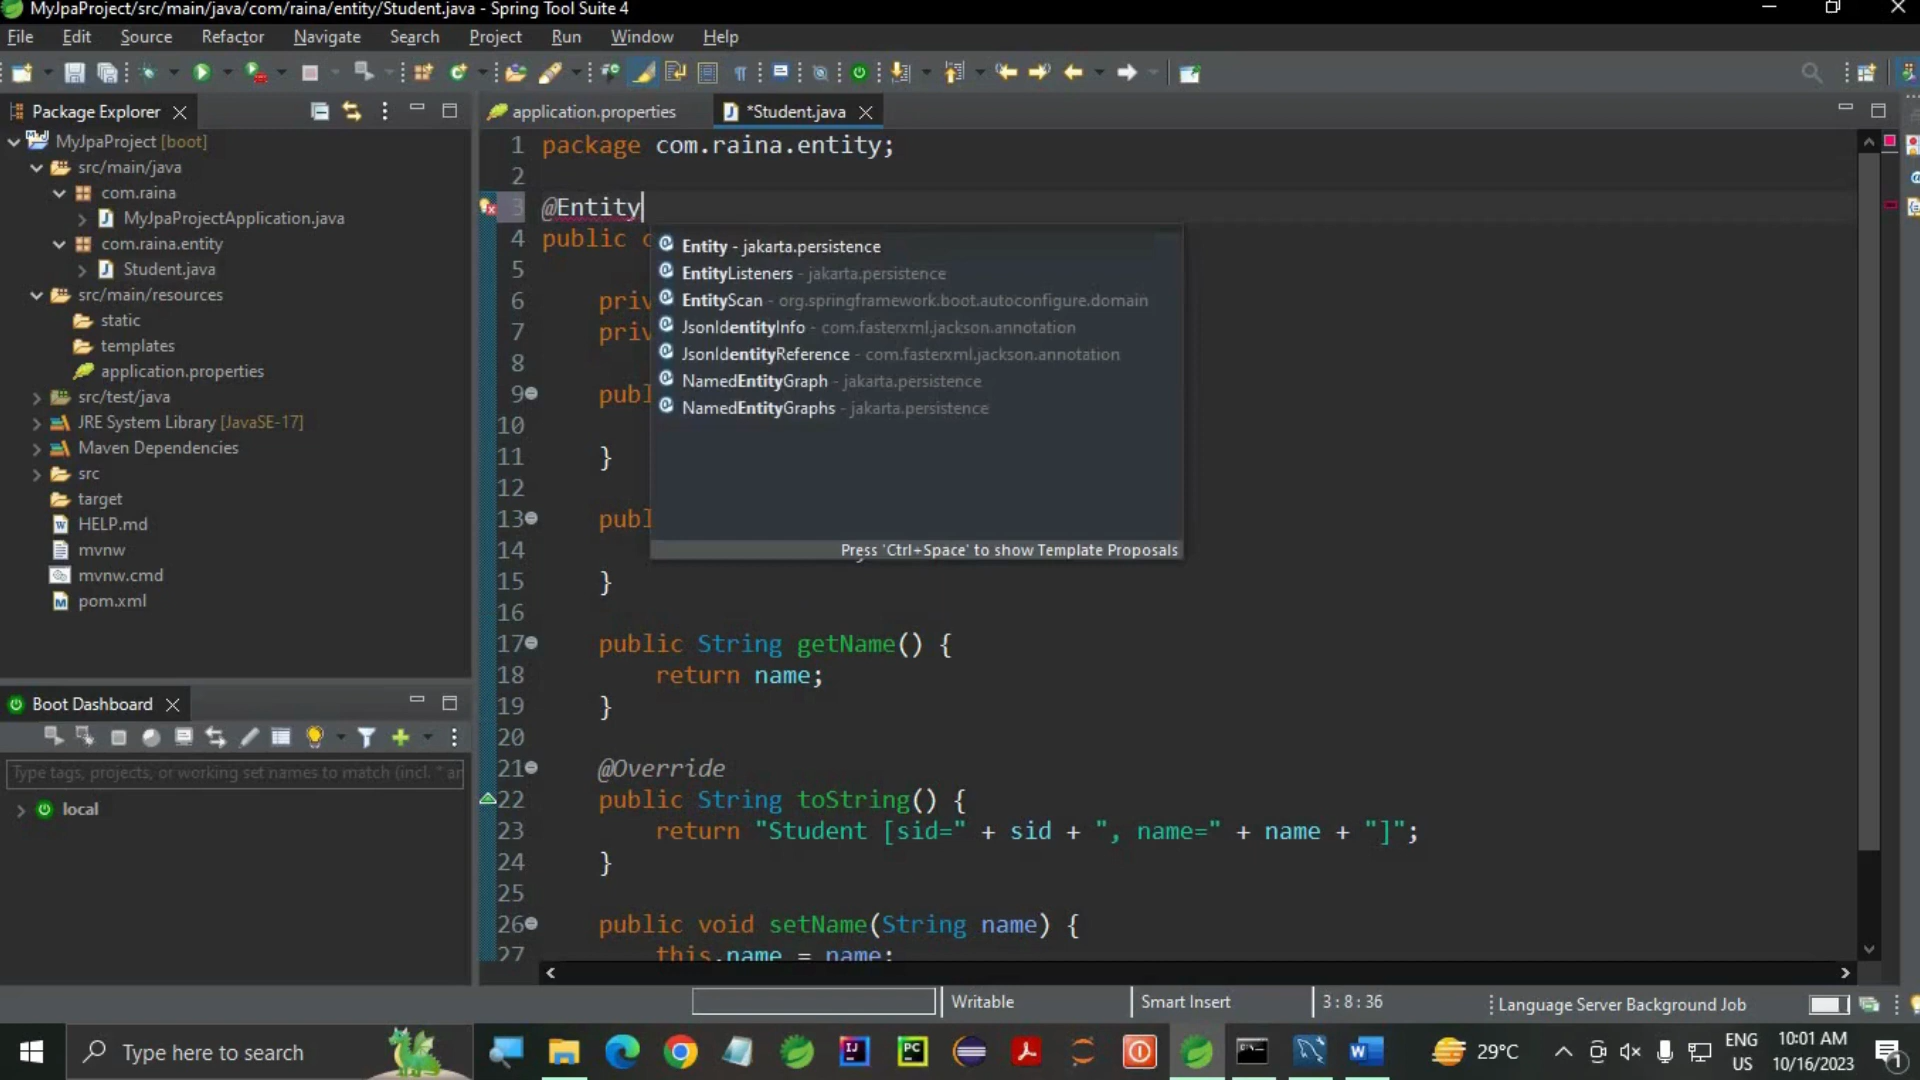 MyJpaProject/src/main/java/com/raina/entity/Student.java - Spring Tool Suite 4
File Edit Source Refactor Navigate Search Project Run Window Help
Package Explorer
MyJpaProject [boot]
src/main/java
com.raina
MyJpaProjectApplication.java
com.raina.entity
Student.java
src/main/resources
static
templates
application.properties
src/test/java
JRE System Library [JavaSE-17]
Maven Dependencies
src
target
HELP.md
mvnw
mvnw.cmd
pom.xml
Boot Dashboard
Type tags, projects, or working set names to match (incl. * ar
local
application.properties
*Student.java
1 package com.raina.entity;
2
3 @Entity
4 public c
5
6 priv
7 priv
8
9 publ
10
11 }
12
13 publ
14
15 }
16
17 public String getName() {
18 return name;
19 }
20
21 @Override
22 public String toString() {
23 return "Student [sid=" + sid + ", name=" + name + "]";
24 }
25
26 public void setName(String name) {
27 this.name = name;
Entity - jakarta.persistence
EntityListeners - jakarta.persistence
EntityScan - org.springframework.boot.autoconfigure.domain
JsonIdentityInfo - com.fasterxml.jackson.annotation
JsonIdentityReference - com.fasterxml.jackson.annotation
NamedEntityGraph - jakarta.persistence
NamedEntityGraphs - jakarta.persistence
Press 'Ctrl+Space' to show Template Proposals
Writable Smart Insert 3 : 8 : 36 Language Server Background Job
Type here to search
29°C
ENG
US
10:01 AM
10/16/2023
1